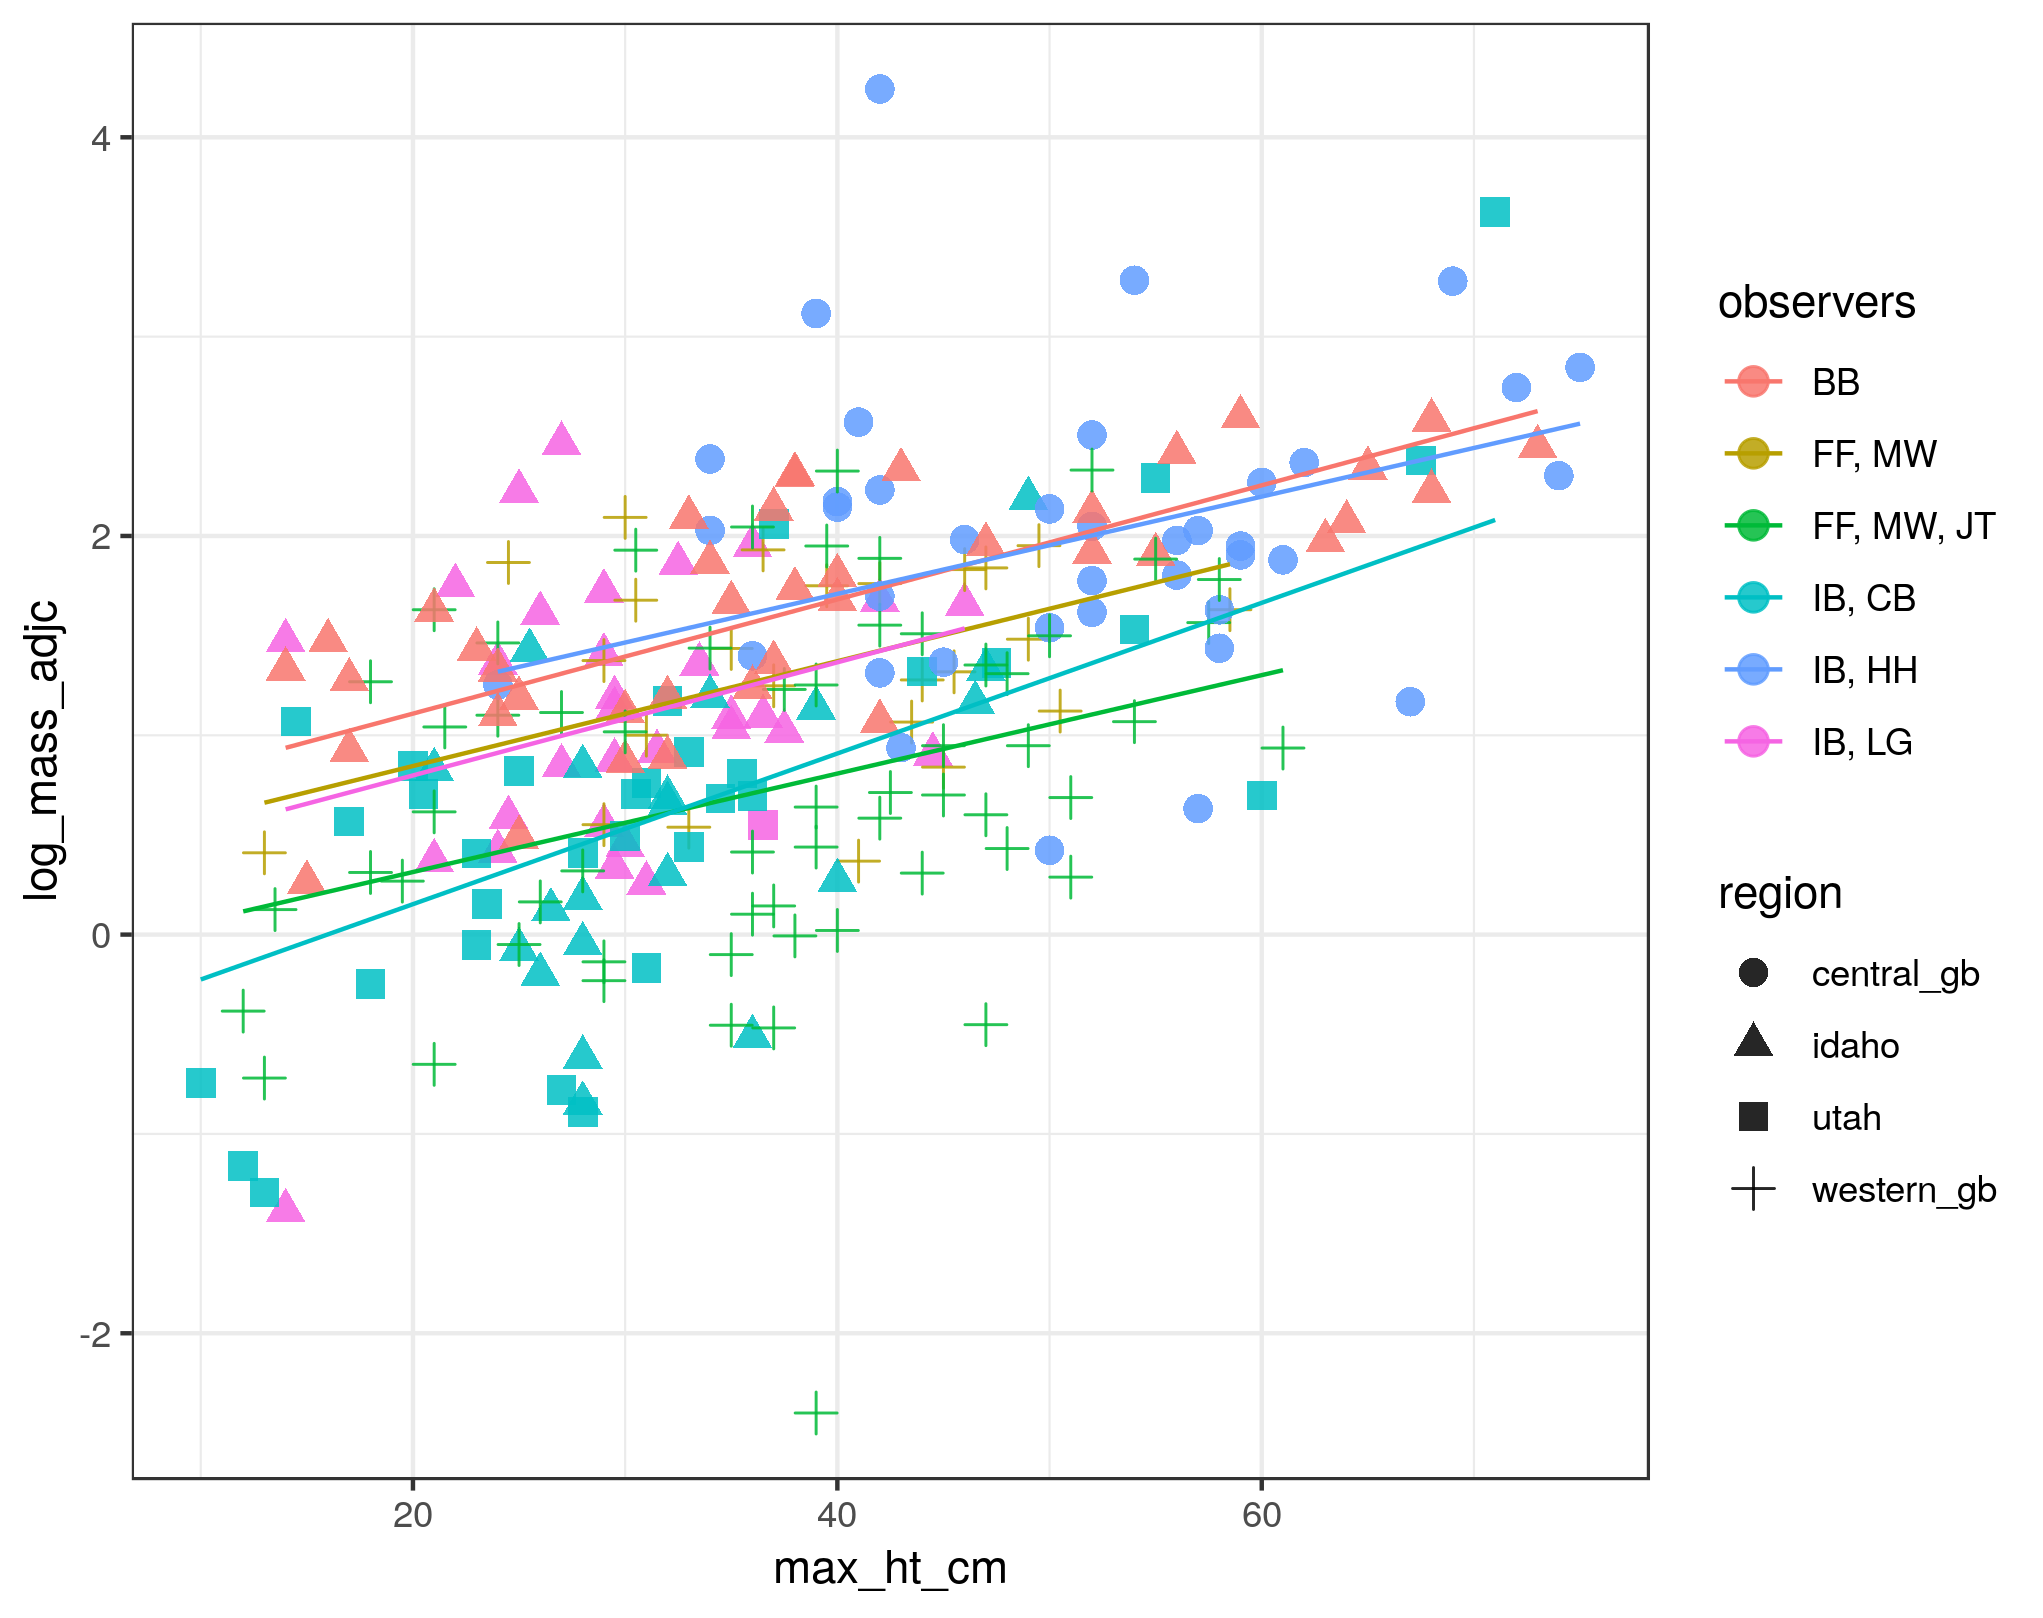 4
2
0
-2
20
40
60
max_ht_cm
log_mass_adjc
observers
BB
FF, MW
FF, MW, JT
IB, CB
IB, HH
IB, LG
region
central_gb
idaho
utah
western_gb